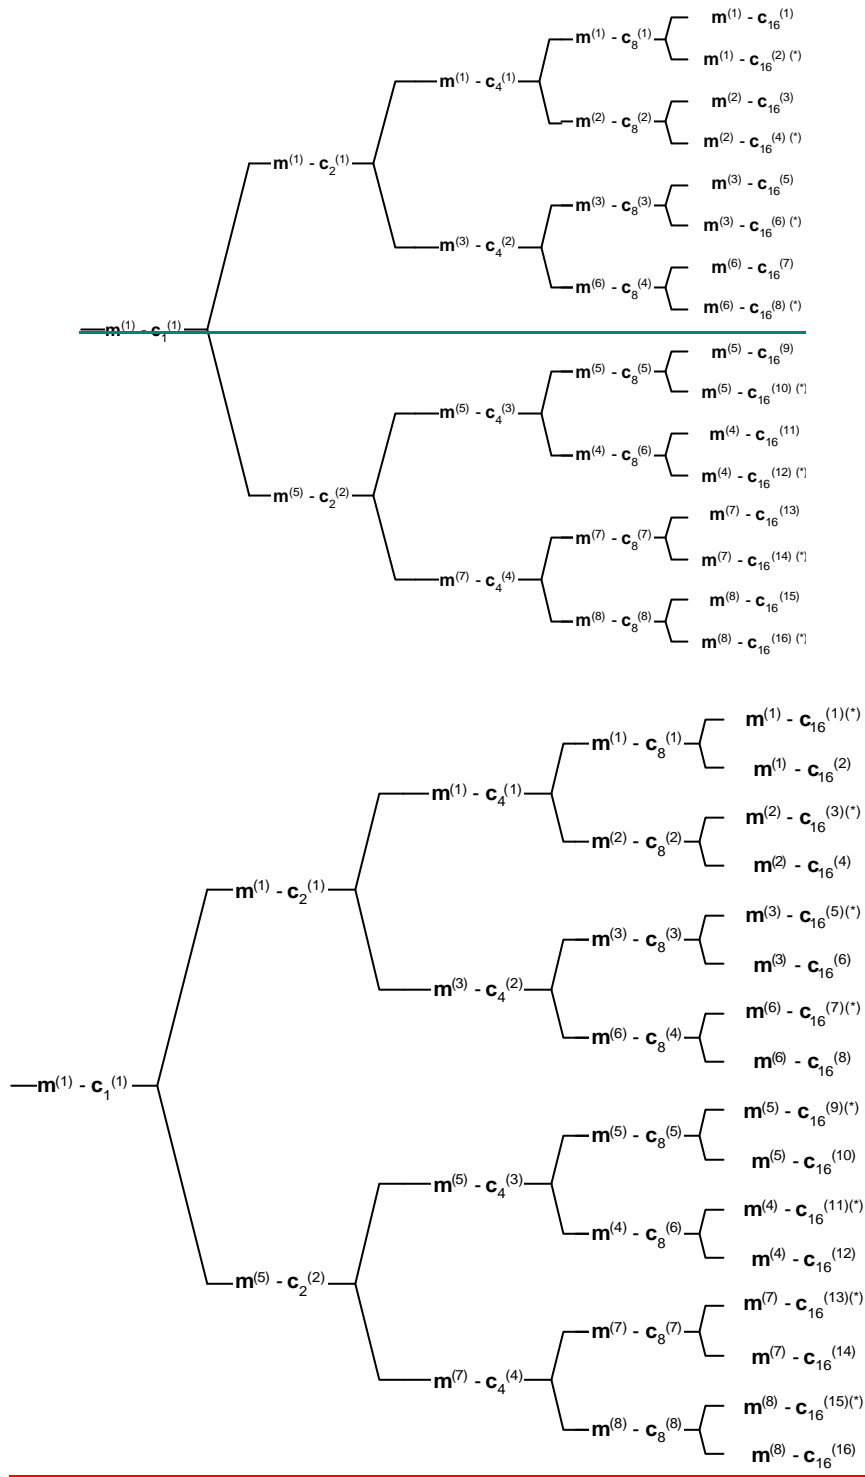 m(1) - c16(1)
m(1) - c8(1)
m(1) - c16(2) (*)
m(1) - c4(1)
m(2) - c16(3)
m(2) - c8(2)
m(2) - c16(4) (*)
m(1) - c2(1)
m(3) - c16(5)
m(3) - c8(3)
m(3) - c16(6) (*)
m(3) - c4(2)
m(6) - c16(7)
m(6) - c8(4)
m(6) - c16(8) (*)
m(1) - c1(1)
m(5) - c16(9)
m(5) - c8(5)
m(5) - c16(10) (*)
m(5) - c4(3)
m(4) - c16(11)
m(4) - c8(6)
m(4) - c16(12) (*)
m(5) - c2(2)
m(7) - c16(13)
m(7) - c8(7)
m(7) - c16(14) (*)
m(7) - c4(4)
m(8) - c16(15)
m(8) - c8(8)
m(8) - c16(16) (*)
m(1) - c16(1)(*)
m(1) - c8(1)
m(1) - c16(2)
m(1) - c4(1)
m(2) - c16(3)(*)
m(2) - c8(2)
m(2) - c16(4)
m(1) - c2(1)
m(3) - c16(5)(*)
m(3) - c8(3)
m(3) - c16(6)
m(3) - c4(2)
m(6) - c16(7)(*)
m(6) - c8(4)
m(6) - c16(8)
m(1) - c1(1)
m(5) - c16(9)(*)
m(5) - c8(5)
m(5) - c16(10)
m(5) - c4(3)
m(4) - c16(11)(*)
m(4) - c8(6)
m(4) - c16(12)
m(5) - c2(2)
m(7) - c16(13)(*)
m(7) - c8(7)
m(7) - c16(14)
m(7) - c4(4)
m(8) - c16(15)(*)
m(8) - c8(8)
m(8) - c16(16)